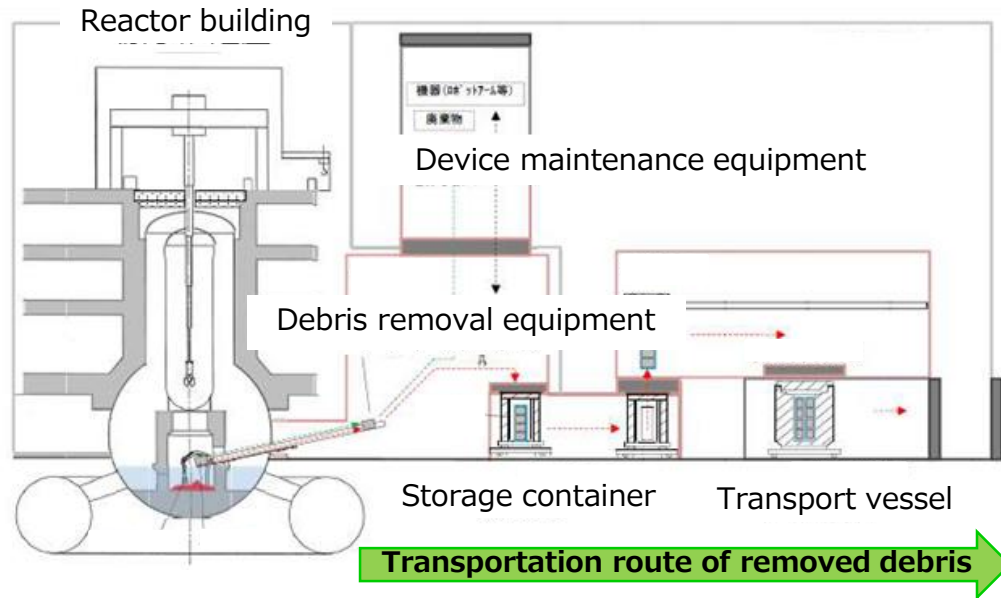 Reactor building
機器(ﾛﾎﾞｯﾄｱｰﾑ等)
廃棄物
Device maintenance equipment
Debris removal equipment
Storage container
Transport vessel
Transportation route of removed debris